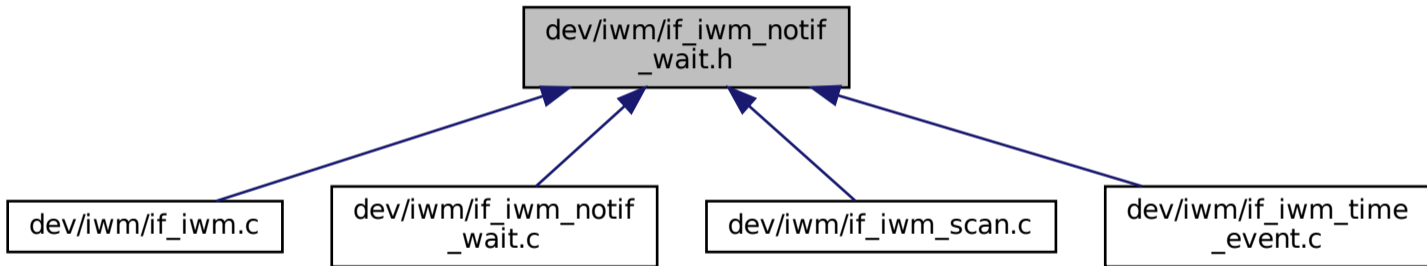 dev/iwm/if_iwm_notif
_wait.h
dev/iwm/if_iwm.c
dev/iwm/if_iwm_notif
_wait.c
dev/iwm/if_iwm_scan.c
dev/iwm/if_iwm_time
_event.c